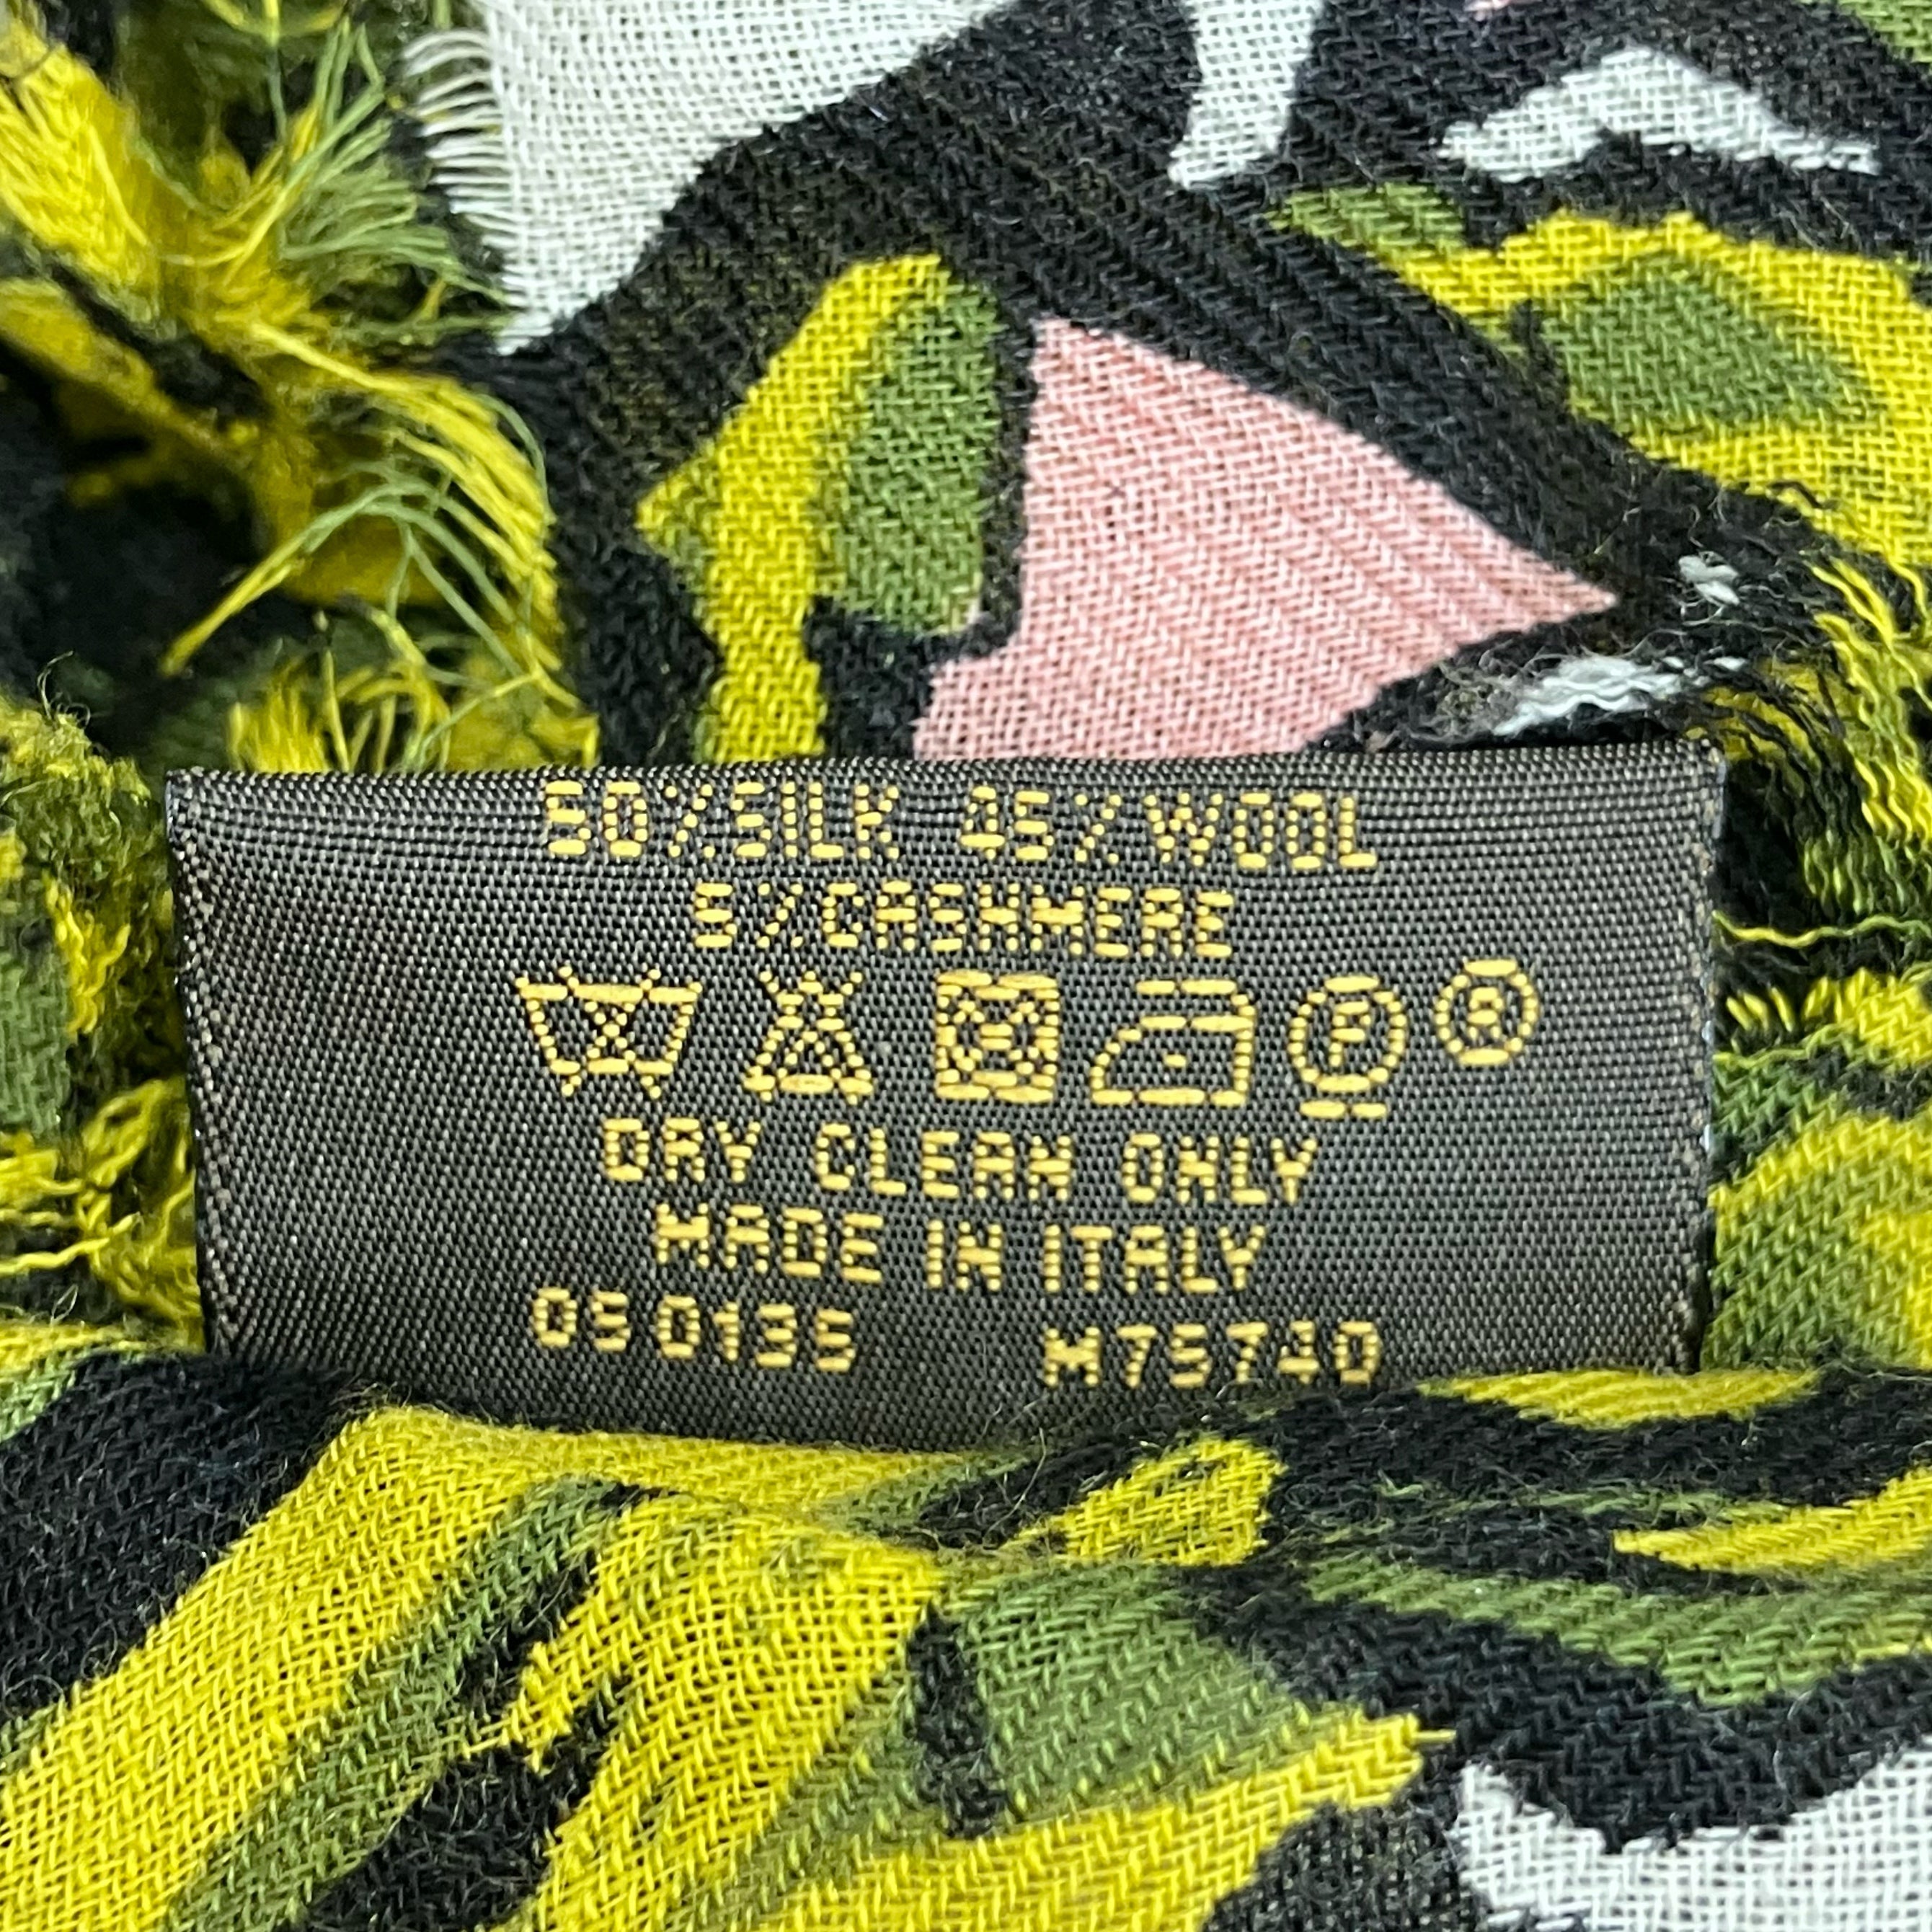 50%SILK 45%WOOL
5%CASHMERE
P A
DRY CLEAN ONLY
MADE IN ITALY
050135 M75740